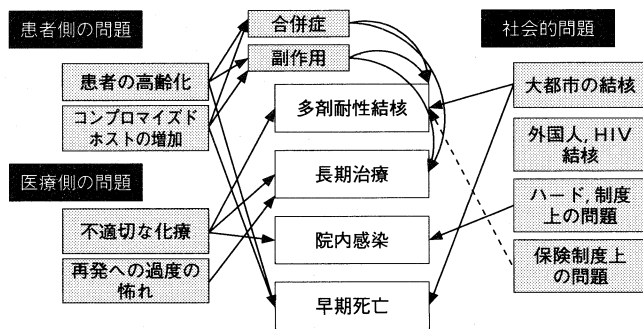 患者側の問題
患者の高齢化
コンプロマイズド
ホストの増加
医療側の問題
不適切な化療
再発への過度の
怖れ
合併症
副作用
多剤耐性結核
長期治療
院内感染
早期死亡
社会的問題
大都市の結核
外国人,HIV
結核
ハード,制度
上の問題
保険制度上
の問題